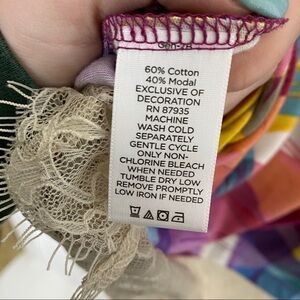 60% Cotton
40% Modal
EXCLUSIVE OF
DECORATION
RN 87935
MACHINE
WASH COLD
SEPARATELY
GENTLE CYCLE
ONLY NON-
CHLORINE BLEACH
WHEN NEEDED
TUMBLE DRY LOW
REMOVE PROMPTLY
LOW IRON IF NEEDED